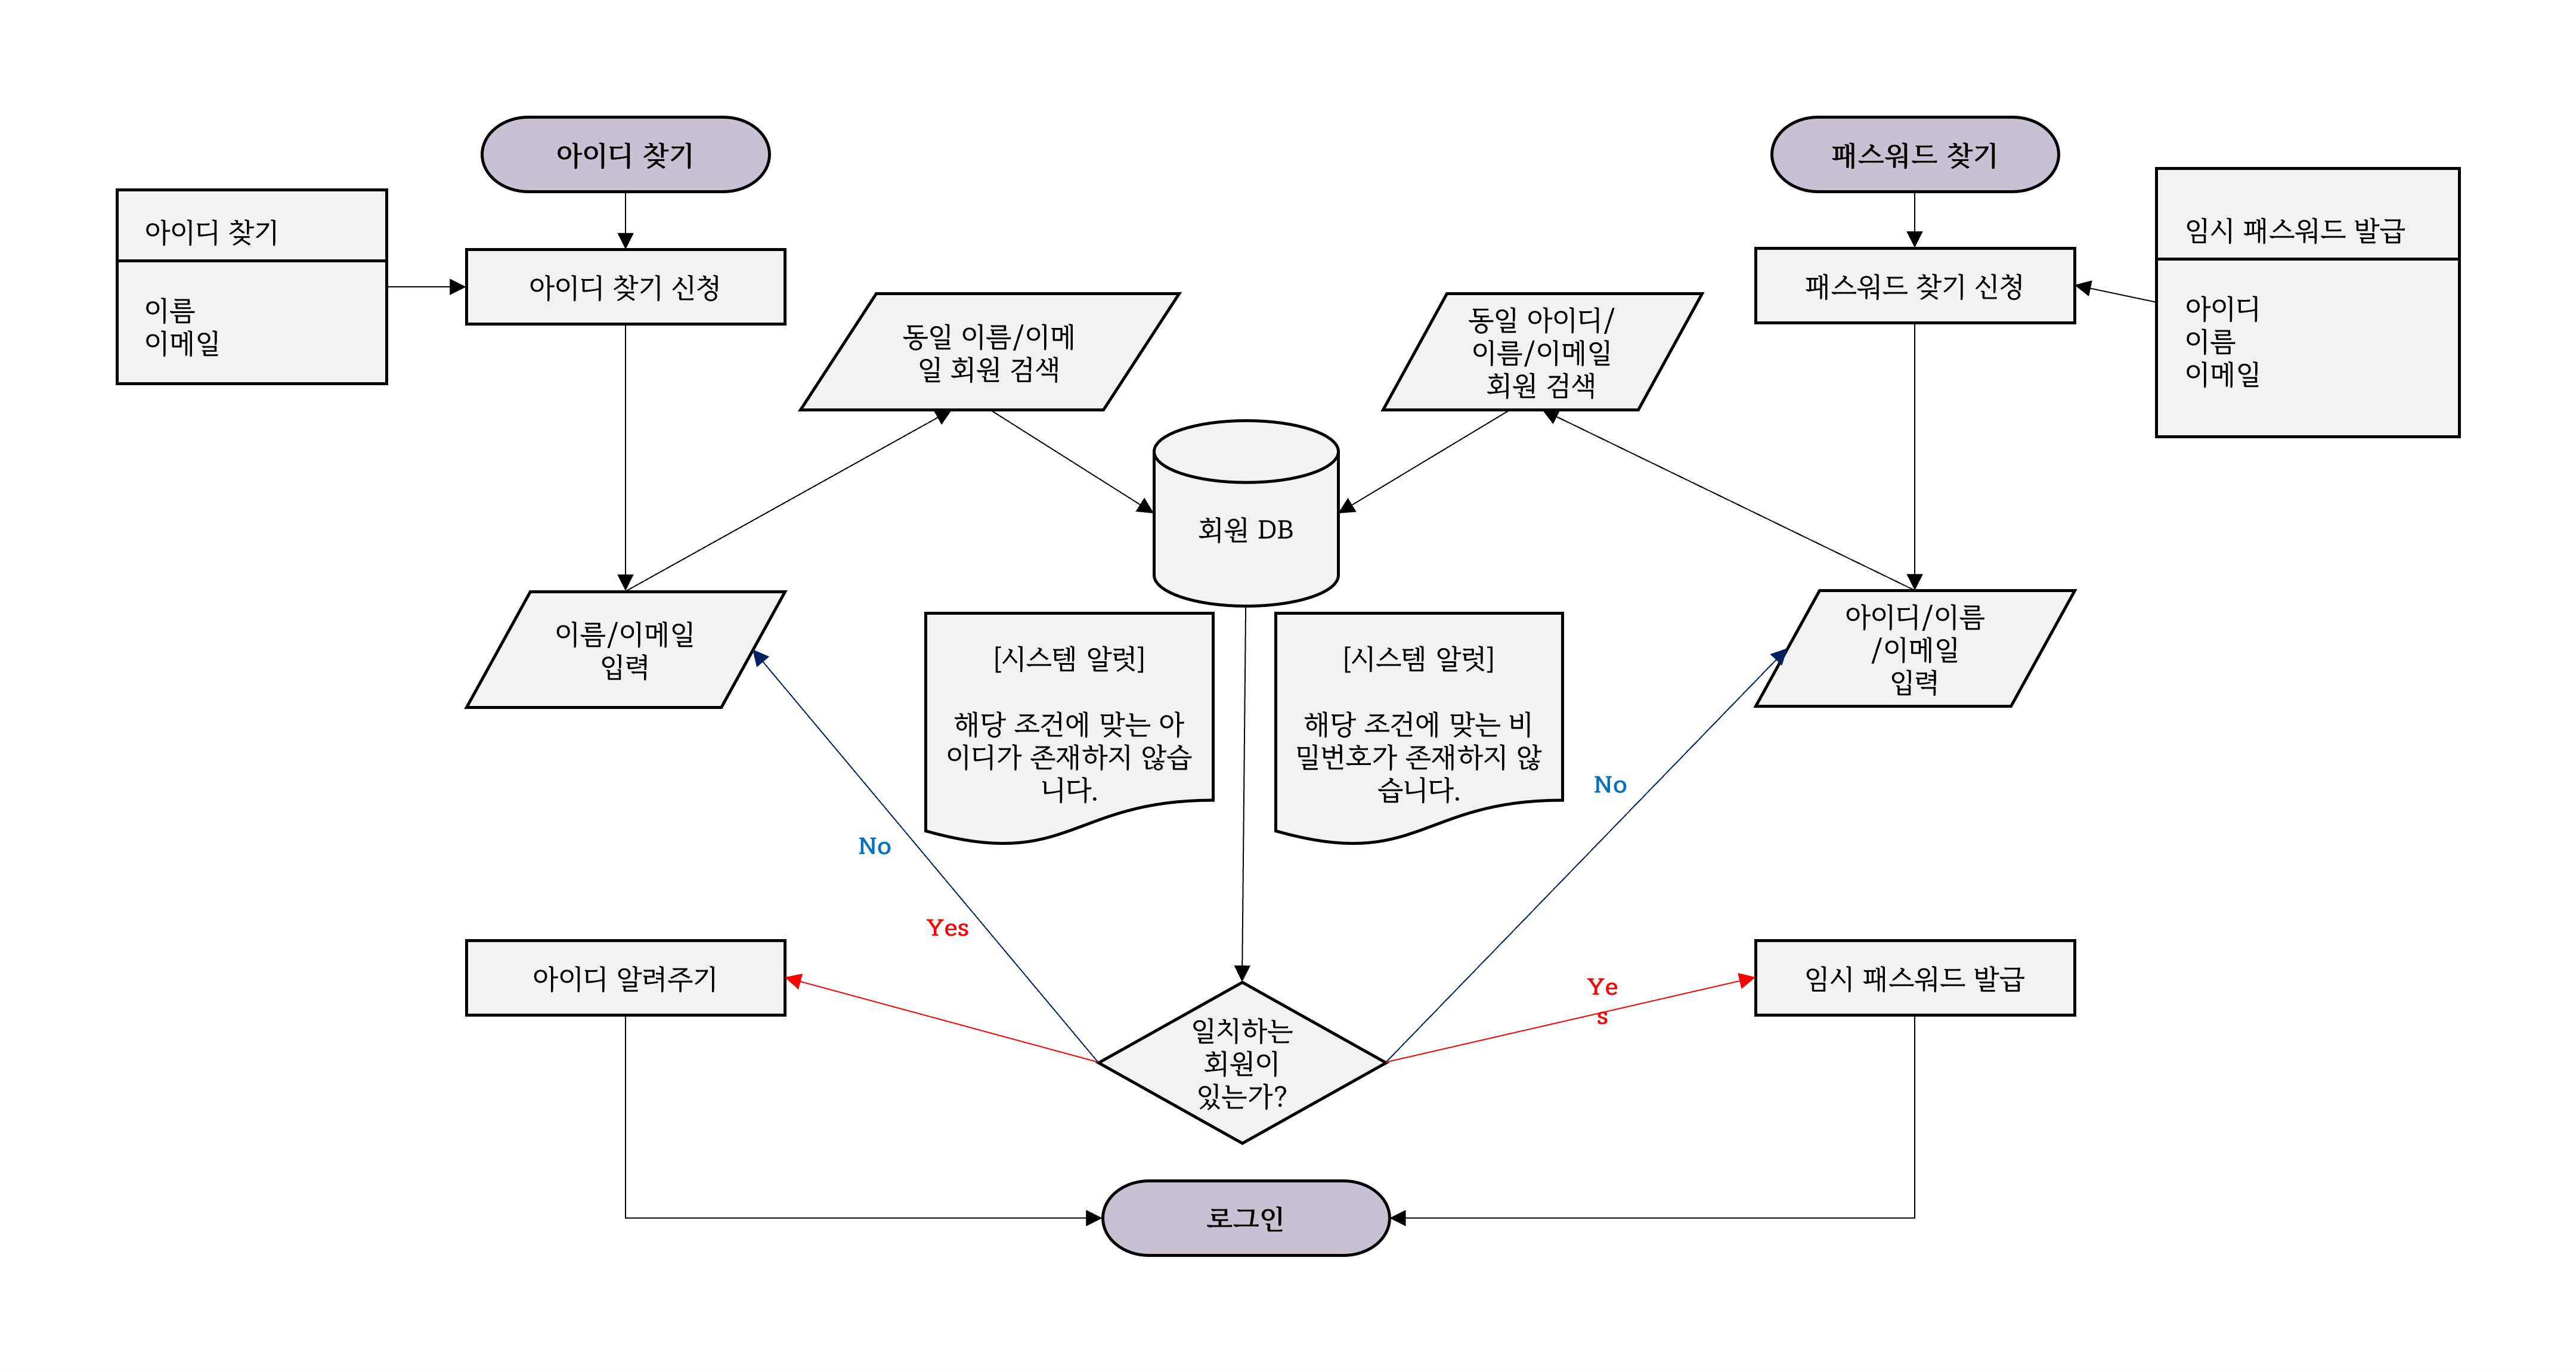 아이디 찾기
패스워드 찾기
아이디 찾기
이름
이메일
아이디 찾기 신청
패스워드 찾기 신청
임시 패스워드 발급
아이디
이름
이메일
동일 이름/이메
일 회원 검색
동일 아이디/
이름/이메일
회원 검색
회원 DB
이름/이메일
입력
아이디/이름
/이메일
입력
[시스템 알럿]
해당 조건에 맞는 아
이디가 존재하지 않습
니다.
[시스템 알럿]
해당 조건에 맞는 비
밀번호가 존재하지 않
습니다.
No
No
Yes
Ye
s
아이디 알려주기
임시 패스워드 발급
일치하는
회원이
있는가?
로그인